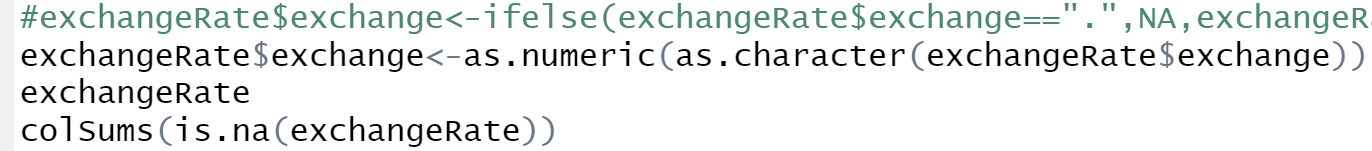 #exchangeRate$exchange<-ifelse(exchangeRate$exchange==".",NA,exchangeR
exchangeRate$exchange<-as.numeric(as.character(exchangeRate$exchange))
exchangeRate
colSums(is.na(exchangeRate))